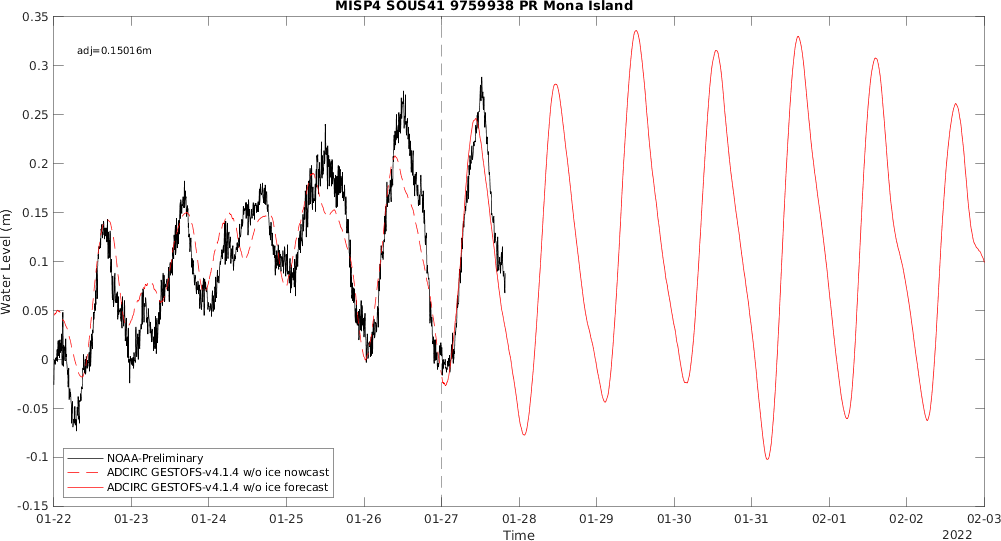 MISP4 SOUS41 9759938 PR Mona Island
0.35
adj=0.15016m
0.3
0.25
0.2
0.15
0.1
0.05
0
-0.05
-0.1
-0.15
Water Level (m)
NOAA-Preliminary
ADCIRC GESTOFS-v4.1.4 w/o ice nowcast
ADCIRC GESTOFS-v4.1.4 w/o ice forecast
01-22 01-23 01-24 01-25 01-26 01-27 01-28 01-29 01-30 01-31 02-01 02-02 02-03
Time
2022